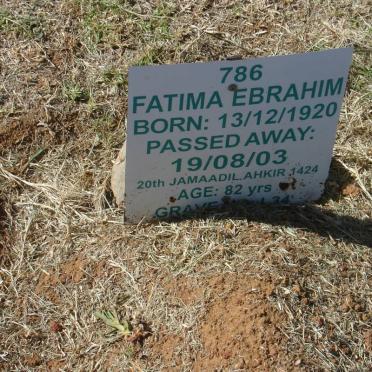 786
FATIMA EBRAHIM
BORN: 13/12/1920
PASSED AWAY:
19/08/03
20th JAMAADIL.AHKIR 1424
AGE: 82 yrs
GRAVE